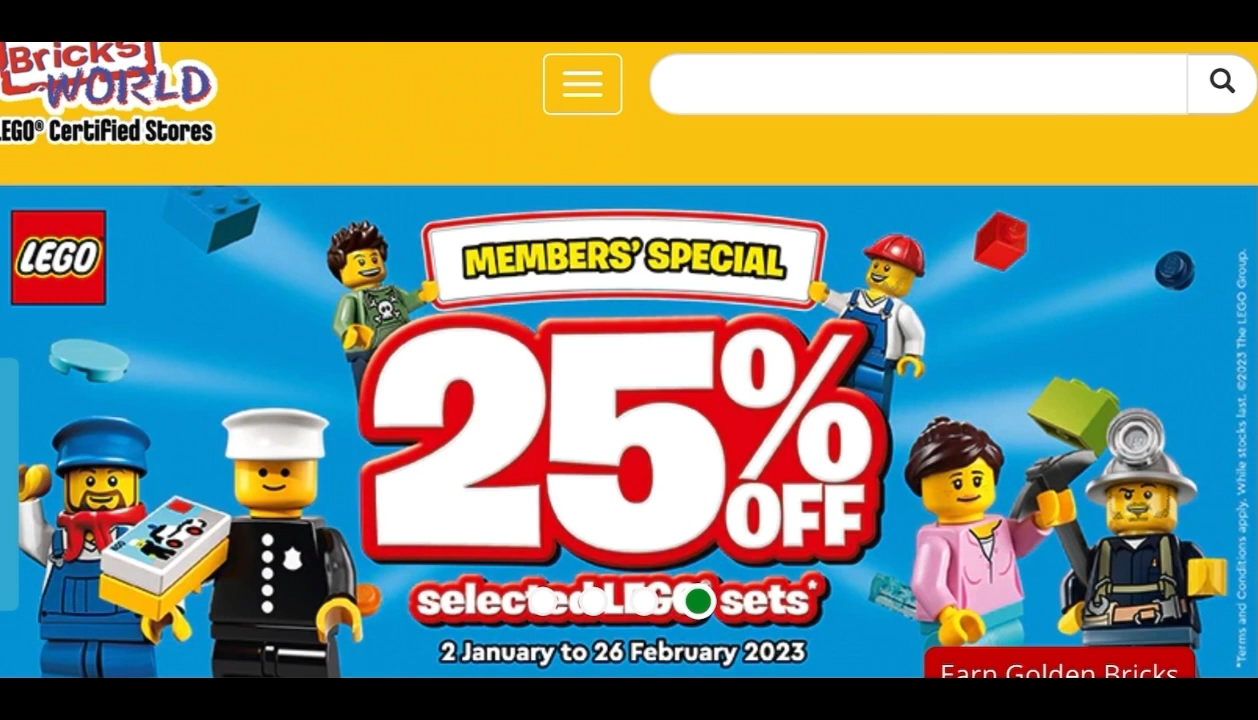 Bricks
WORLD
LEGO® Certified Stores
LEGO
MEMBERS' SPECIAL
25% OFF
selected LEGO® sets*
2 January to 26 February 2023
Earn Golden Bricks
*Terms and Conditions apply. While stocks last. ©2023 The LEGO Group.